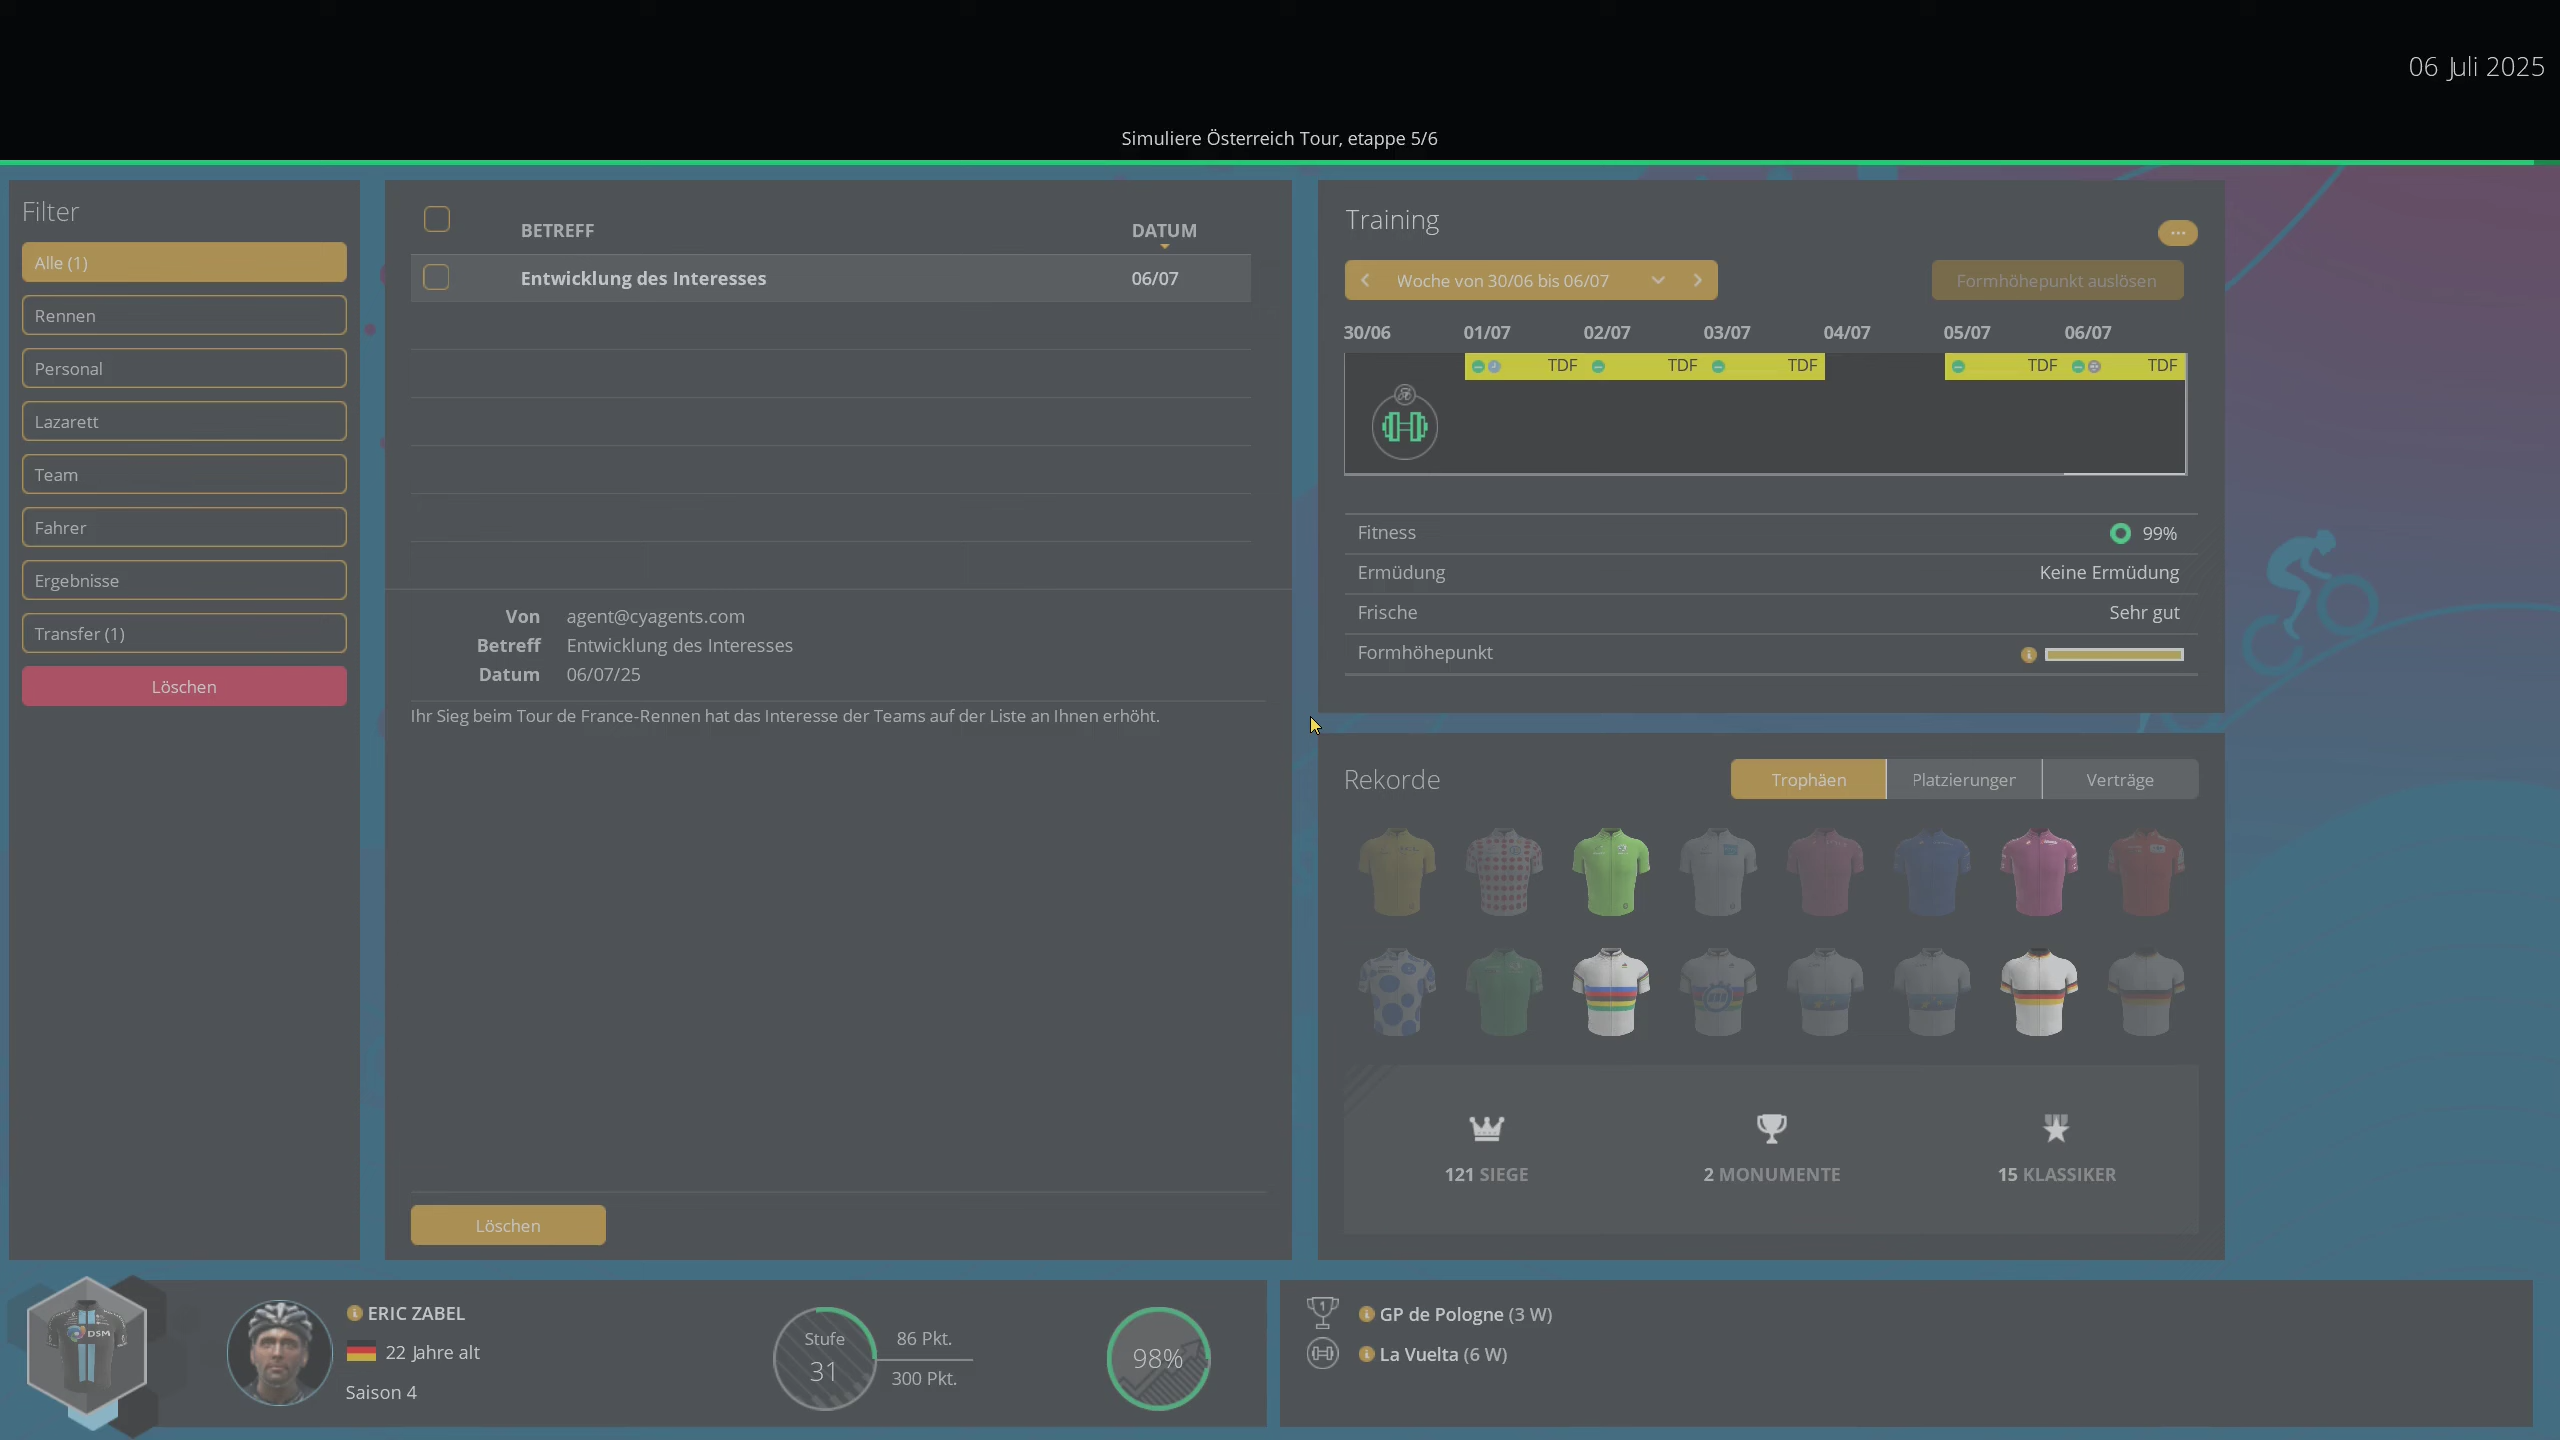 06 Juli 2025
Simuliere Österreich Tour, etappe 5/6
Filter
Alle (1)
Rennen
Personal
Lazarett
Team
Fahrer
Ergebnisse
Transfer (1)
Löschen
BETREFF DATUM
Entwicklung des Interesses 06/07
Von agent@cyagents.com
Betreff Entwicklung des Interesses
Datum 06/07/25
Ihr Sieg beim Tour de France-Rennen hat das Interesse der Teams auf der Liste an Ihnen erhöht.
Löschen
Training
...
Woche von 30/06 bis 06/07
Formhöhepunkt auslösen
30/06 01/07 02/07 03/07 04/07 05/07 06/07
TDF TDF TDF TDF TDF
Fitness 99%
Ermüdung Keine Ermüdung
Frische Sehr gut
Formhöhepunkt
Rekorde
Trophäen Platzierunger Verträge
121 SIEGE
2 MONUMENTE
15 KLASSIKER
DSM
ERIC ZABEL
22 Jahre alt
Saison 4
Stufe
31
86 Pkt.
300 Pkt.
98%
1
GP de Pologne (3 W)
La Vuelta (6 W)